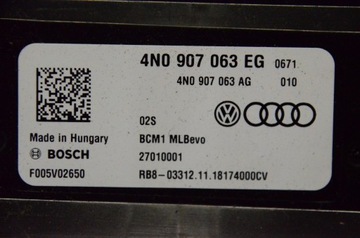 4N0 907 063 EG 0671
4N0 907 063 AG 010
02S
Made in Hungary BCM1 MLBevo
BOSCH 27010001
F005V02650 RB8-03312.11.18174000CV